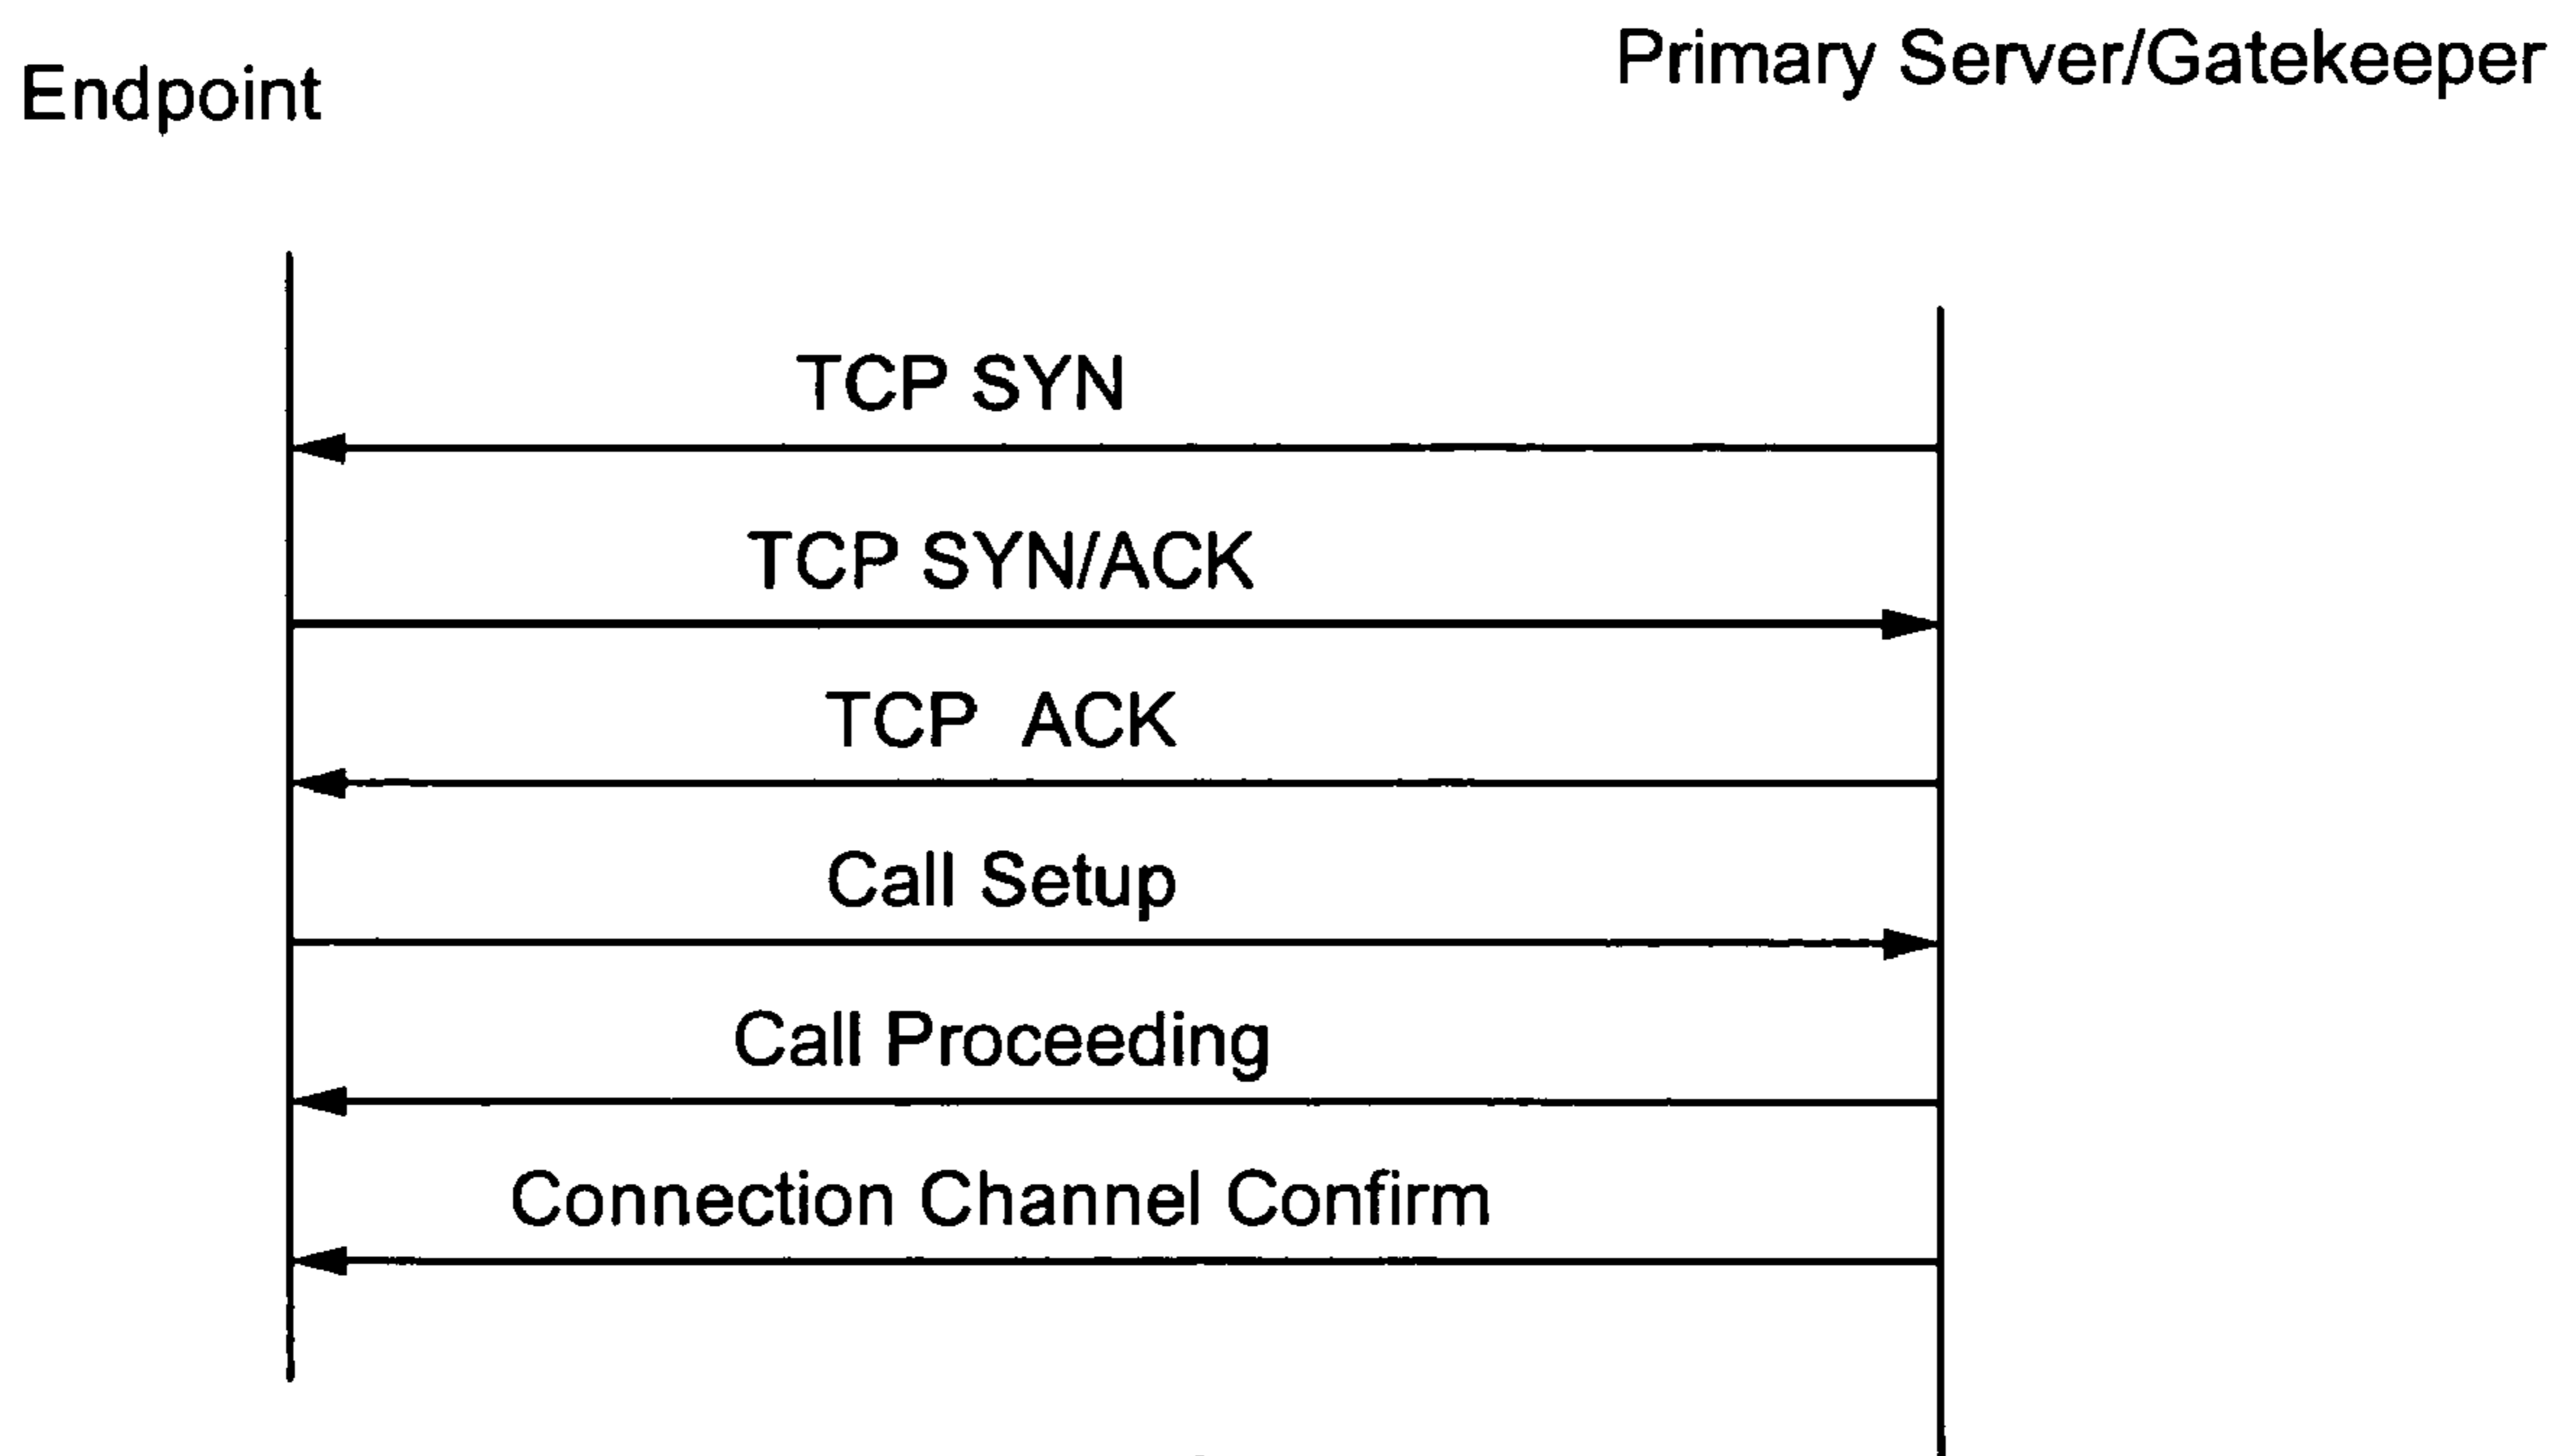 Endpoint
Primary Server/Gatekeeper
TCP SYN
TCP SYN/ACK
TCP ACK
Call Setup
Call Proceeding
Connection Channel Confirm